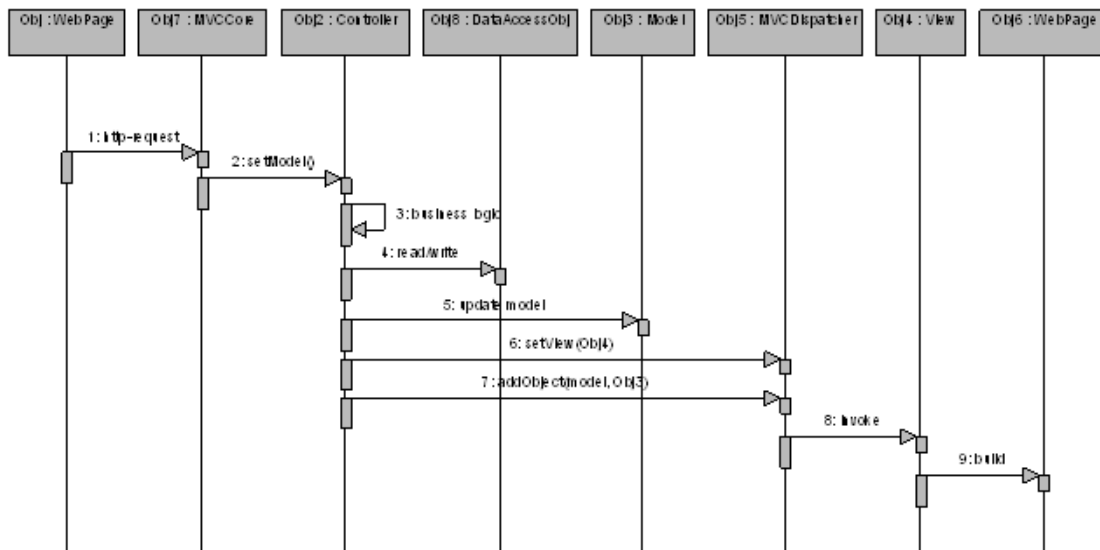 Obj : WebPage
Obj7 : MVCCore
Obj2 : Controller
Obj8 : DataAccessObj
Obj3 : Model
Obj5 : MVCDispatcher
Obj4 : View
Obj6 : WebPage
1: http-request
2: setModel()
3: business logic
4: read/write
5: update model
6: setView(Obj4)
7: addObject(model, Obj3)
8: Invoke
9: build